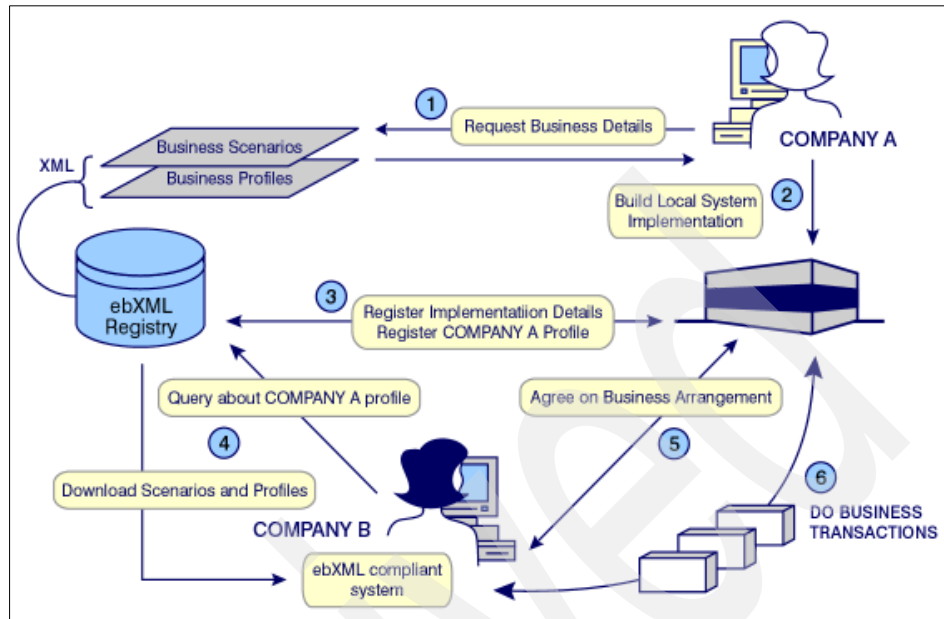 1
Request Business Details
COMPANY A
XML
Business Scenarios
Business Profiles
Build Local System
Implementation
2
ebXML
Registry
3
Register Implementatiion Details
Register COMPANY A Profile
Query about COMPANY A profile
Agree on Business Arrangement
4
5
Download Scenarios and Profiles
6
COMPANY B
DO BUSINESS
TRANSACTIONS
ebXML compliant
system